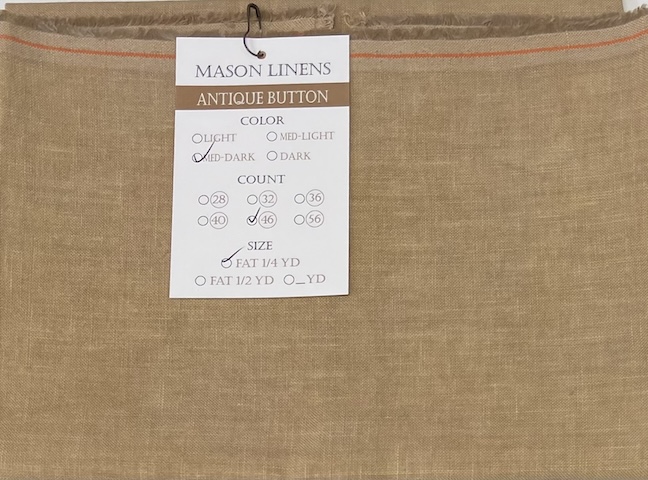 MASON LINENS
ANTIQUE BUTTON
COLOR
LIGHT MED-LIGHT
MED-DARK DARK
COUNT
28 32 36
40 46 56
SIZE
FAT 1/4 YD
FAT 1/2 YD _YD